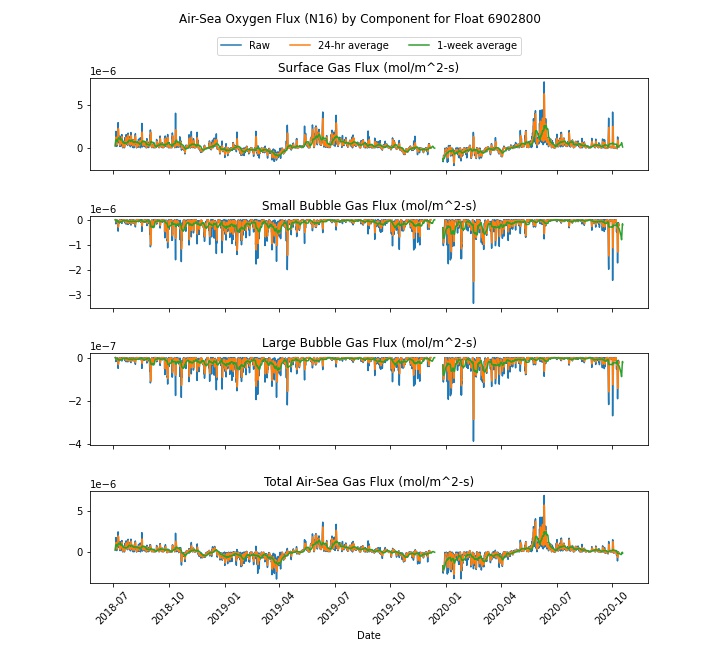 Air-Sea Oxygen Flux (N16) by Component for Float 6902800
Raw 24-hr average 1-week average
1e−6 Surface Gas Flux (mol/m^2-s)
5
0
1e−6 Small Bubble Gas Flux (mol/m^2-s)
0
−1
−2
−3
1e−7 Large Bubble Gas Flux (mol/m^2-s)
0
−2
−4
1e−6 Total Air-Sea Gas Flux (mol/m^2-s)
5
0
2018-07 2018-10 2019-01 2019-04 2019-07 2019-10 2020-01 2020-04 2020-07 2020-10
Date